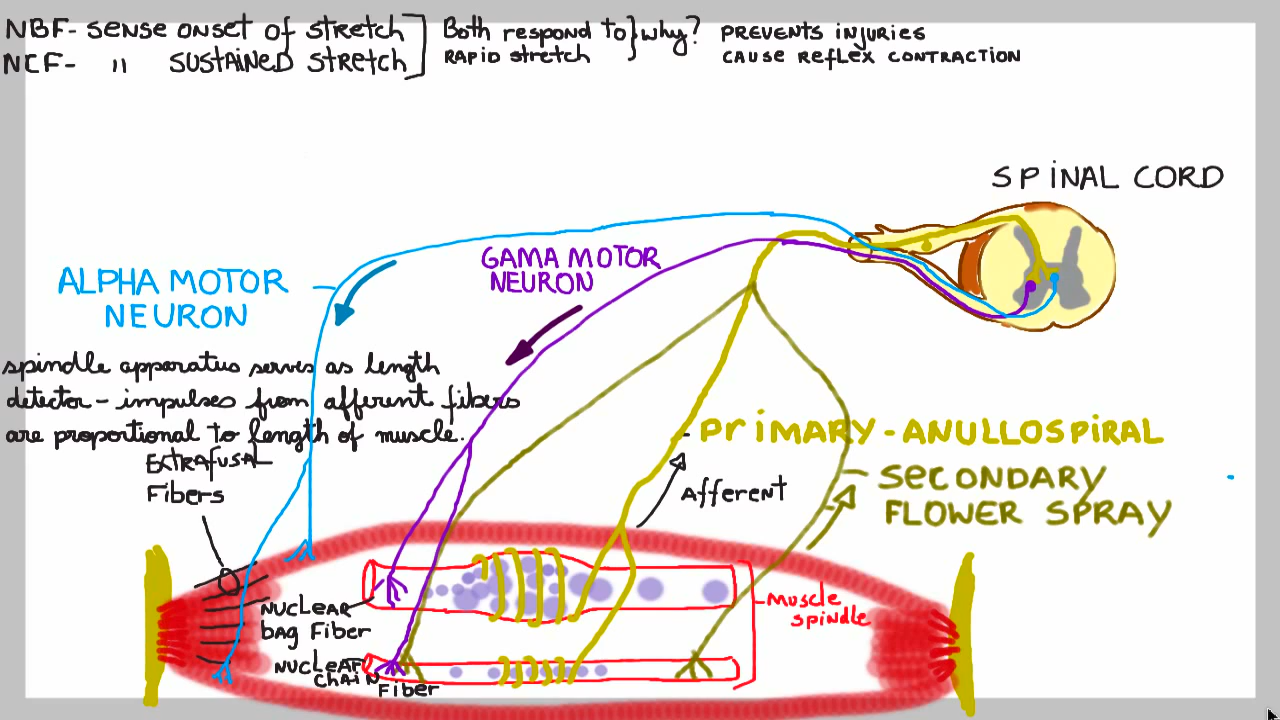 NBF- sense onset of stretch Both respond to why? PREVENTS INJURIES
NCF- " SUSTAINED stretch RAPID stretch CAUSE ReFLEX CONTRACTION
SPINAL CORD
ALPHA MOTOR
NEURON
GAMA MOTOR
NEURON
spindle apparatus serves as length
detector - impulses from afferent fibers
are proportional to length of muscle.
EXTRAFUSAL
Fibers
PriMARY-ANULLOSPIRAL
Afferent
SECONDARY
FLOWER SPRAY
NUCLEAR
bag Fiber
Muscle
spindle
NUCLEAR
CHAIN
Fiber